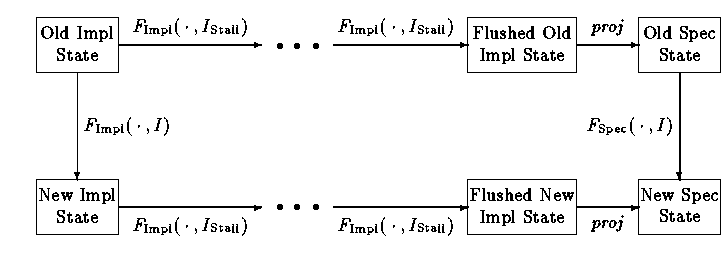 Old Impl
State
F_Impl( · , I_Stall)
• • •
F_Impl( · , I_Stall)
Flushed Old
Impl State
proj
Old Spec
State
F_Impl( · , I)
F_Spec( · , I)
New Impl
State
F_Impl( · , I_Stall)
• • •
F_Impl( · , I_Stall)
Flushed New
Impl State
proj
New Spec
State